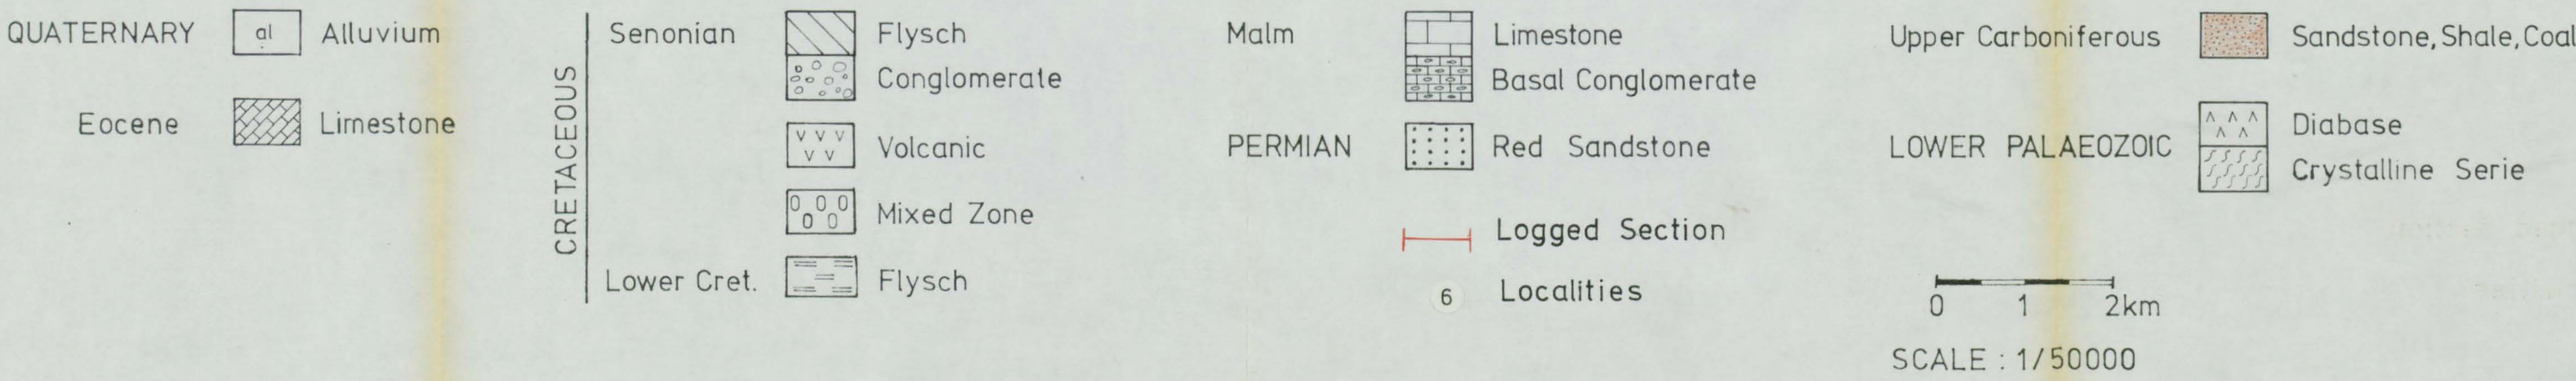 QUATERNARY al Alluvium
Eocene Limestone
CRETACEOUS
Senonian Flysch
Conglomerate
Volcanic
Mixed Zone
Lower Cret. Flysch
Malm Limestone
Basal Conglomerate
PERMIAN Red Sandstone
Logged Section
6 Localities
Upper Carboniferous Sandstone, Shale, Coal
LOWER PALAEOZOIC Diabase
Crystalline Serie
0 1 2km
SCALE : 1/50000